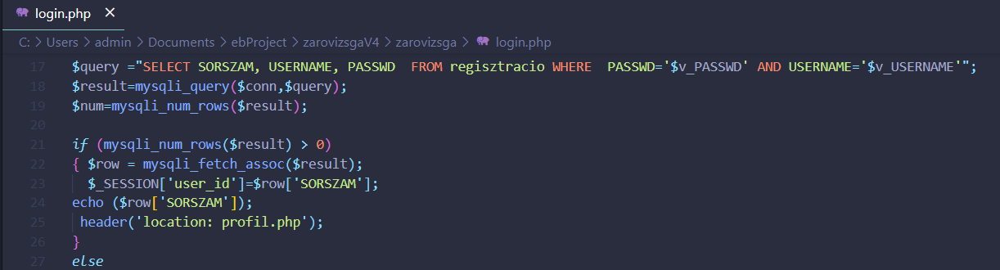 login.php ×
C: > Users > admin > Documents > ebProject > zarovizsgaV4 > zarovizsga > login.php
17 $query ="SELECT SORSZAM, USERNAME, PASSWD  FROM regisztracio WHERE  PASSWD='$v_PASSWD' AND USERNAME='$v_USERNAME'";
18 $result=mysqli_query($conn,$query);
19 $num=mysqli_num_rows($result);
20
21 if (mysqli_num_rows($result) > 0)
22 { $row = mysqli_fetch_assoc($result);
23   $_SESSION['user_id']=$row['SORSZAM'];
24 echo ($row['SORSZAM']);
25  header('location: profil.php');
26 }
27 else